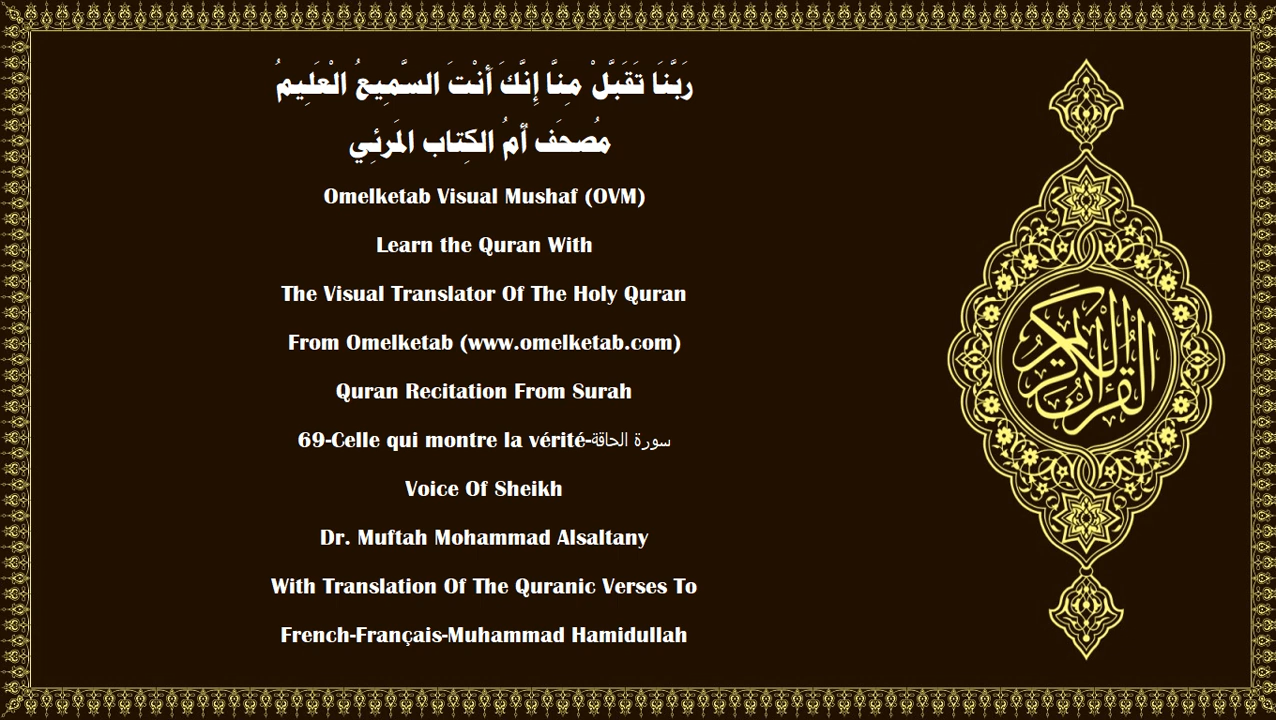 رَبَّنَا تَقَبَّلْ مِنَّا إِنَّكَ أَنْتَ السَّمِيعُ الْعَلِيمُ
مُصحَف أمُ الكِتاب المَرئِي
Omelketab Visual Mushaf (OVM)
Learn the Quran With
The Visual Translator Of The Holy Quran
From Omelketab (www.omelketab.com)
Quran Recitation From Surah
69-Celle qui montre la vérité-سورة الحاقة
Voice Of Sheikh
Dr. Muftah Mohammad Alsaltany
With Translation Of The Quranic Verses To
French-Français-Muhammad Hamidullah
القرآن الكريم